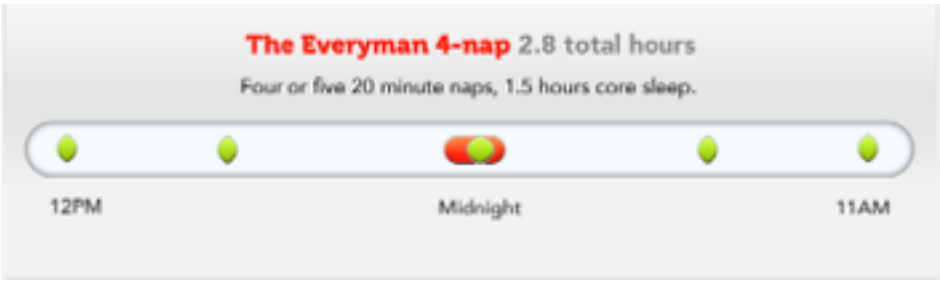 The Everyman 4-nap 2.8 total hours
Four or five 20 minute naps, 1.5 hours core sleep.
12PM Midnight 11AM